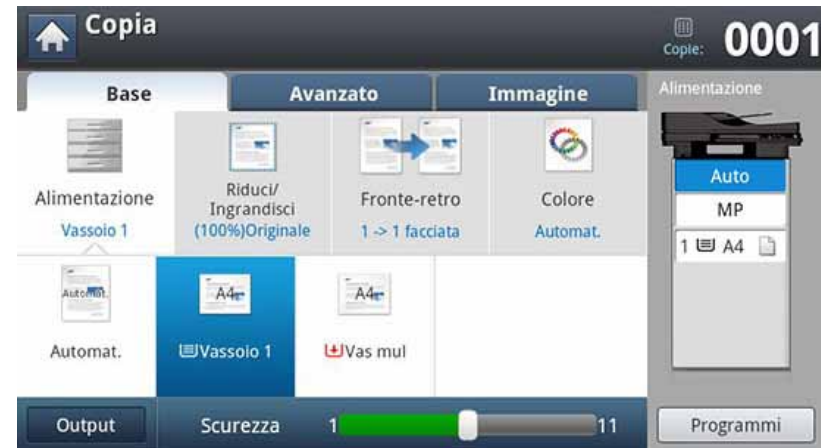 Copia
Copie: 0001
Base Avanzato Immagine Alimentazione
Alimentazione
Vassoio 1
Riduci/
Ingrandisci
(100%)Originale
Fronte-retro
1 -> 1 facciata
Colore
Automat.
Auto
MP
1 A4
Automat.
Automat.
A4
Vassoio 1
A4
Vas mul
Output Scurezza 1 11 Programmi